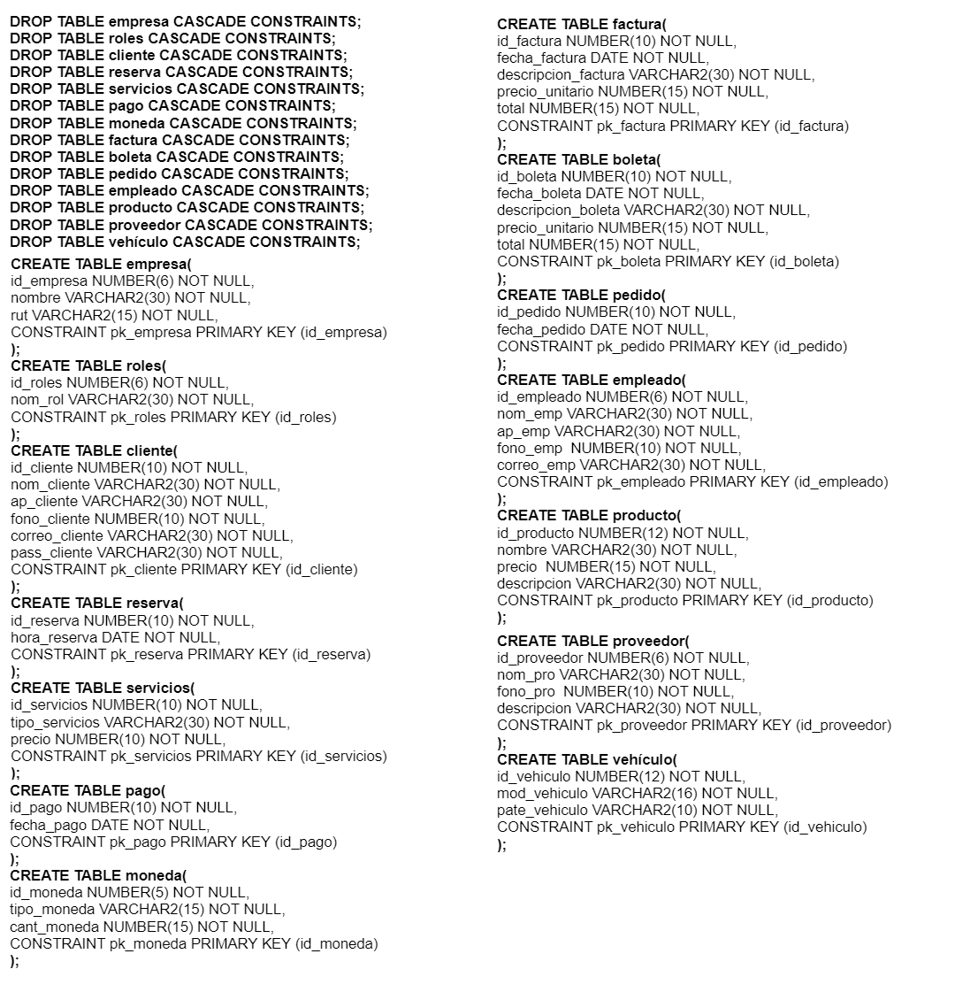 DROP TABLE empresa CASCADE CONSTRAINTS;
DROP TABLE roles CASCADE CONSTRAINTS;
DROP TABLE cliente CASCADE CONSTRAINTS;
DROP TABLE reserva CASCADE CONSTRAINTS;
DROP TABLE servicios CASCADE CONSTRAINTS;
DROP TABLE pago CASCADE CONSTRAINTS;
DROP TABLE moneda CASCADE CONSTRAINTS;
DROP TABLE factura CASCADE CONSTRAINTS;
DROP TABLE boleta CASCADE CONSTRAINTS;
DROP TABLE pedido CASCADE CONSTRAINTS;
DROP TABLE empleado CASCADE CONSTRAINTS;
DROP TABLE producto CASCADE CONSTRAINTS;
DROP TABLE proveedor CASCADE CONSTRAINTS;
DROP TABLE vehículo CASCADE CONSTRAINTS;
CREATE TABLE empresa(
id_empresa NUMBER(6) NOT NULL,
nombre VARCHAR2(30) NOT NULL,
rut VARCHAR2(15) NOT NULL,
CONSTRAINT pk_empresa PRIMARY KEY (id_empresa)
);
CREATE TABLE roles(
id_roles NUMBER(6) NOT NULL,
nom_rol VARCHAR2(30) NOT NULL,
CONSTRAINT pk_roles PRIMARY KEY (id_roles)
);
CREATE TABLE cliente(
id_cliente NUMBER(10) NOT NULL,
nom_cliente VARCHAR2(30) NOT NULL,
ap_cliente VARCHAR2(30) NOT NULL,
fono_cliente NUMBER(10) NOT NULL,
correo_cliente VARCHAR2(30) NOT NULL,
pass_cliente VARCHAR2(30) NOT NULL,
CONSTRAINT pk_cliente PRIMARY KEY (id_cliente)
);
CREATE TABLE reserva(
id_reserva NUMBER(10) NOT NULL,
hora_reserva DATE NOT NULL,
CONSTRAINT pk_reserva PRIMARY KEY (id_reserva)
);
CREATE TABLE servicios(
id_servicios NUMBER(10) NOT NULL,
tipo_servicios VARCHAR2(30) NOT NULL,
precio NUMBER(10) NOT NULL,
CONSTRAINT pk_servicios PRIMARY KEY (id_servicios)
);
CREATE TABLE pago(
id_pago NUMBER(10) NOT NULL,
fecha_pago DATE NOT NULL,
CONSTRAINT pk_pago PRIMARY KEY (id_pago)
);
CREATE TABLE moneda(
id_moneda NUMBER(5) NOT NULL,
tipo_moneda VARCHAR2(15) NOT NULL,
cant_moneda NUMBER(15) NOT NULL,
CONSTRAINT pk_moneda PRIMARY KEY (id_moneda)
);
CREATE TABLE factura(
id_factura NUMBER(10) NOT NULL,
fecha_factura DATE NOT NULL,
descripcion_factura VARCHAR2(30) NOT NULL,
precio_unitario NUMBER(15) NOT NULL,
total NUMBER(15) NOT NULL,
CONSTRAINT pk_factura PRIMARY KEY (id_factura)
);
CREATE TABLE boleta(
id_boleta NUMBER(10) NOT NULL,
fecha_boleta DATE NOT NULL,
descripcion_boleta VARCHAR2(30) NOT NULL,
precio_unitario NUMBER(15) NOT NULL,
total NUMBER(15) NOT NULL,
CONSTRAINT pk_boleta PRIMARY KEY (id_boleta)
);
CREATE TABLE pedido(
id_pedido NUMBER(10) NOT NULL,
fecha_pedido DATE NOT NULL,
CONSTRAINT pk_pedido PRIMARY KEY (id_pedido)
);
CREATE TABLE empleado(
id_empleado NUMBER(6) NOT NULL,
nom_emp VARCHAR2(30) NOT NULL,
ap_emp VARCHAR2(30) NOT NULL,
fono_emp  NUMBER(10) NOT NULL,
correo_emp VARCHAR2(30) NOT NULL,
CONSTRAINT pk_empleado PRIMARY KEY (id_empleado)
);
CREATE TABLE producto(
id_producto NUMBER(12) NOT NULL,
nombre VARCHAR2(30) NOT NULL,
precio  NUMBER(15) NOT NULL,
descripcion VARCHAR2(30) NOT NULL,
CONSTRAINT pk_producto PRIMARY KEY (id_producto)
);
CREATE TABLE proveedor(
id_proveedor NUMBER(6) NOT NULL,
nom_pro VARCHAR2(30) NOT NULL,
fono_pro  NUMBER(10) NOT NULL,
descripcion VARCHAR2(30) NOT NULL,
CONSTRAINT pk_proveedor PRIMARY KEY (id_proveedor)
);
CREATE TABLE vehículo(
id_vehiculo NUMBER(12) NOT NULL,
mod_vehiculo VARCHAR2(16) NOT NULL,
pate_vehiculo VARCHAR2(10) NOT NULL,
CONSTRAINT pk_vehiculo PRIMARY KEY (id_vehiculo)
);